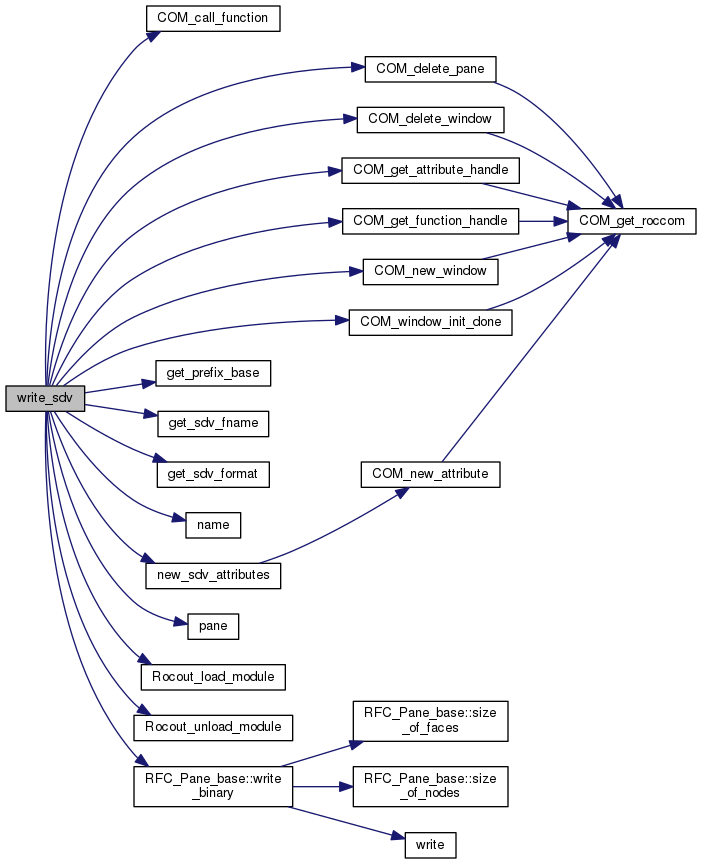 COM_call_function
COM_delete_pane
COM_delete_window
COM_get_attribute_handle
COM_get_roccom
COM_get_function_handle
COM_new_window
COM_window_init_done
get_prefix_base
write_sdv
get_sdv_fname
get_sdv_format
COM_new_attribute
name
new_sdv_attributes
pane
Rocout_load_module
RFC_Pane_base::size
_of_faces
Rocout_unload_module
RFC_Pane_base::write
_binary
RFC_Pane_base::size
_of_nodes
write